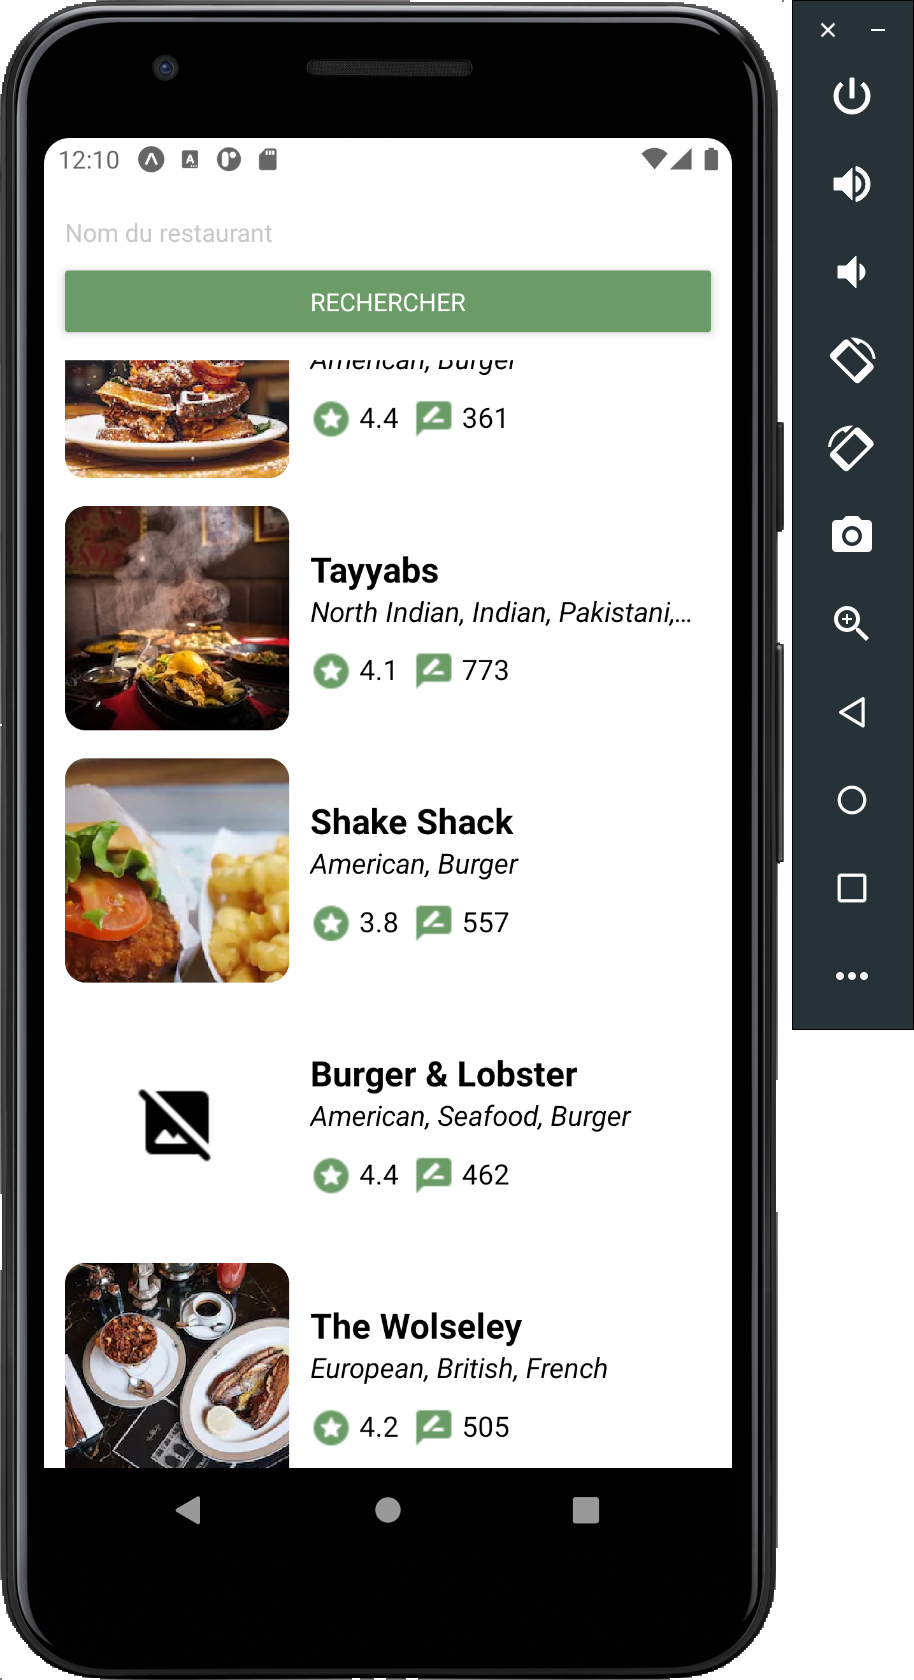 12:10
Nom du restaurant
RECHERCHER
American, Burger
4.4 361
Tayyabs
North Indian, Indian, Pakistani,...
4.1 773
Shake Shack
American, Burger
3.8 557
Burger & Lobster
American, Seafood, Burger
4.4 462
The Wolseley
European, British, French
4.2 505